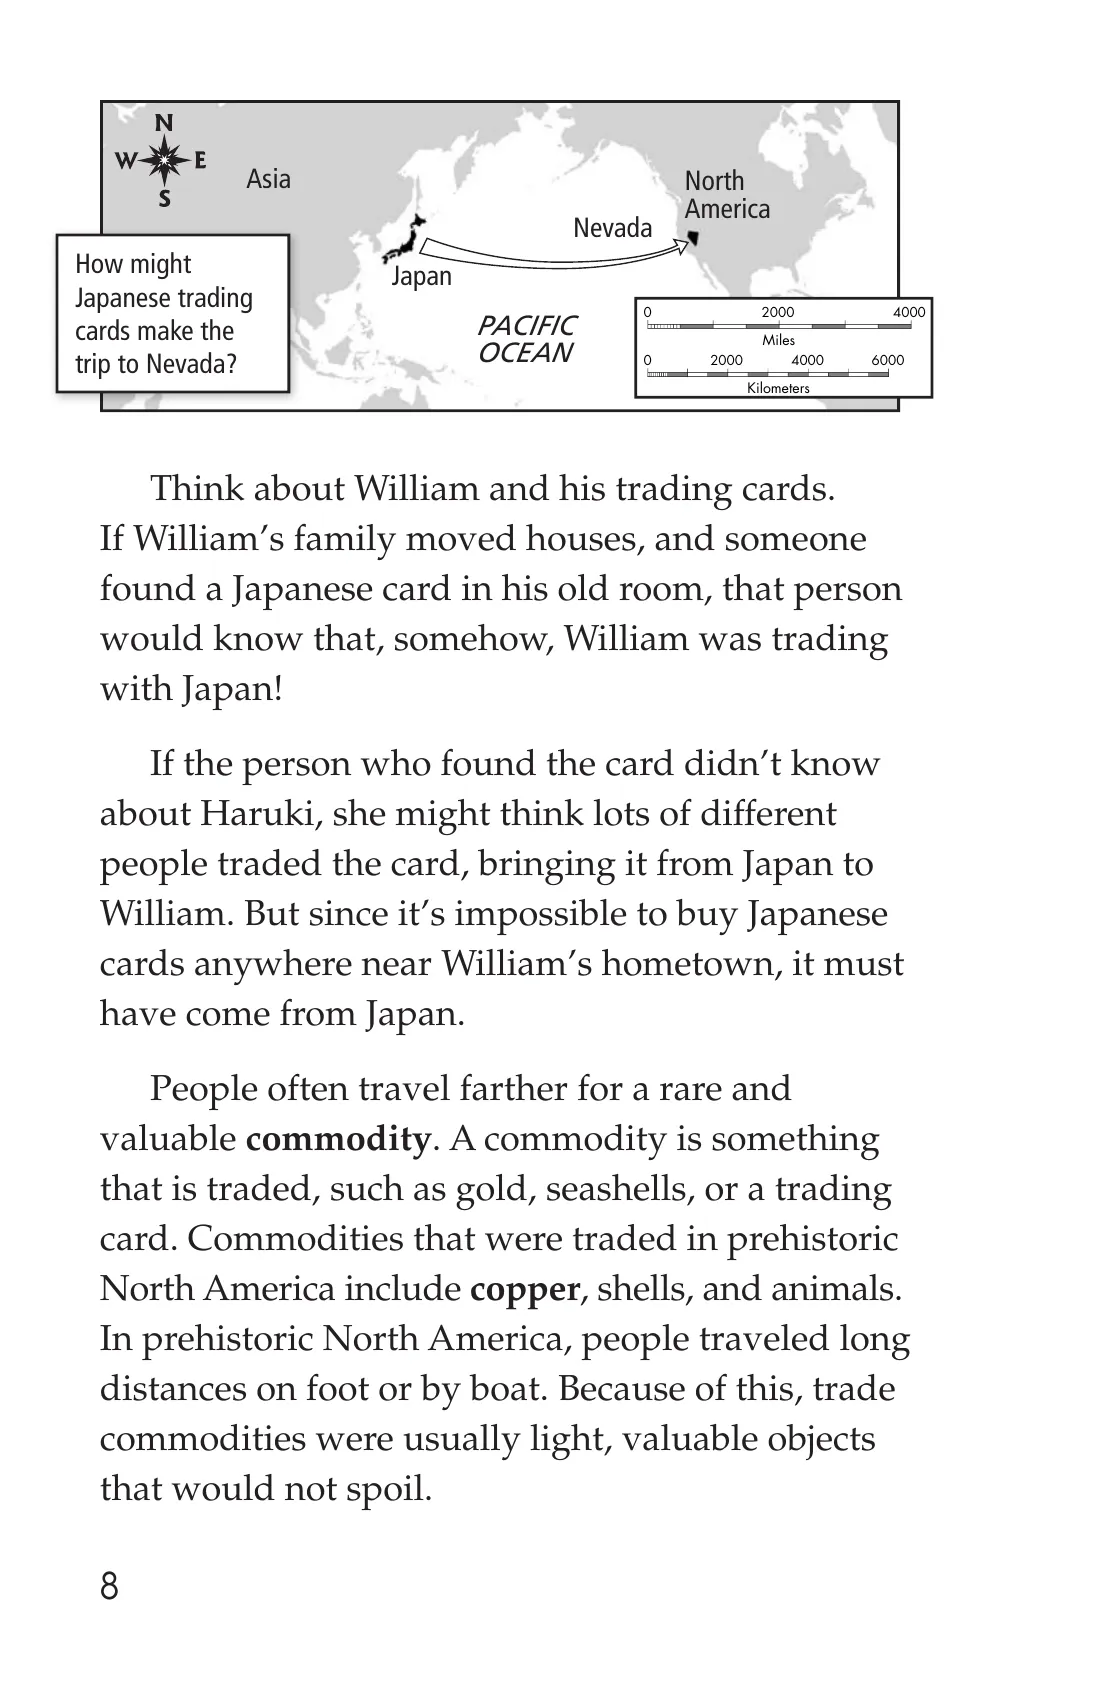 N
W E
S
Asia
North
America
Nevada
Japan
PACIFIC
OCEAN
How might
Japanese trading
cards make the
trip to Nevada?
0 2000 4000
Miles
0 2000 4000 6000
Kilometers
Think about William and his trading cards.
If William’s family moved houses, and someone
found a Japanese card in his old room, that person
would know that, somehow, William was trading
with Japan!
If the person who found the card didn’t know
about Haruki, she might think lots of different
people traded the card, bringing it from Japan to
William. But since it’s impossible to buy Japanese
cards anywhere near William’s hometown, it must
have come from Japan.
People often travel farther for a rare and
valuable commodity. A commodity is something
that is traded, such as gold, seashells, or a trading
card. Commodities that were traded in prehistoric
North America include copper, shells, and animals.
In prehistoric North America, people traveled long
distances on foot or by boat. Because of this, trade
commodities were usually light, valuable objects
that would not spoil.
8